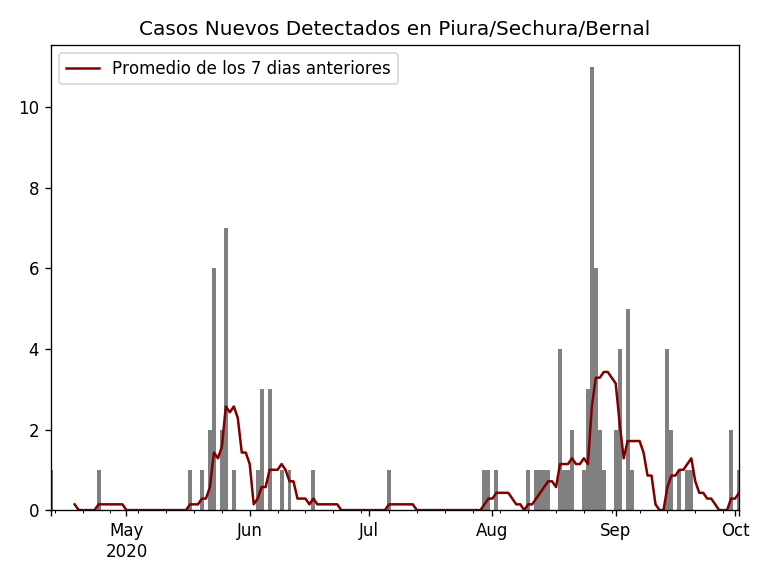 Casos Nuevos Detectados en Piura/Sechura/Bernal
Promedio de los 7 dias anteriores
10
8
6
4
2
0
May Jun Jul Aug Sep Oct
2020